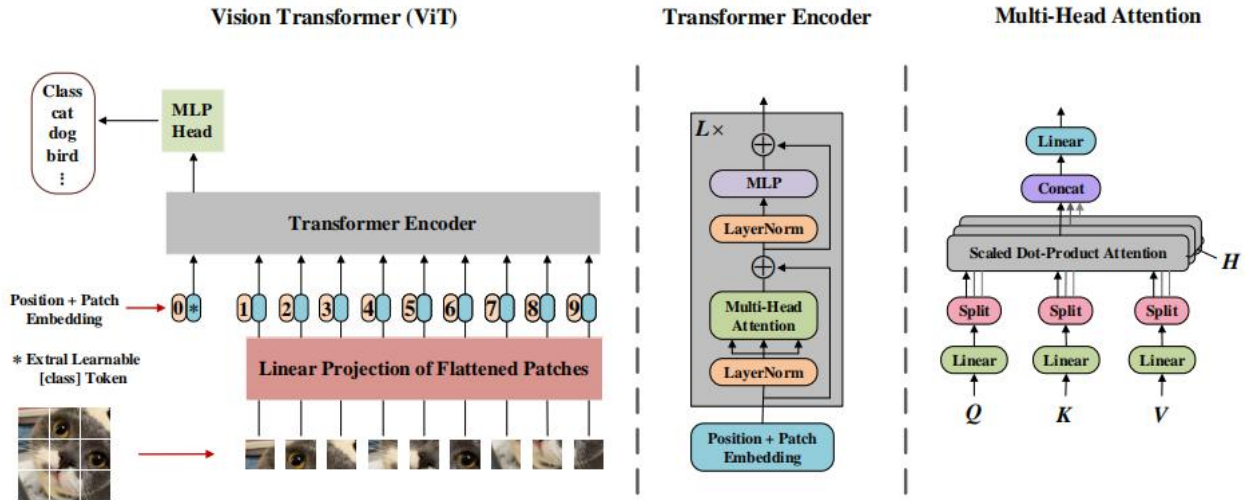 Vision Transformer (ViT)
Class
cat
dog
bird
⋮
MLP
Head
Transformer Encoder
Position + Patch
Embedding
0 *
1
2
3
4
5
6
7
8
9
* Extral Learnable
[class] Token
Linear Projection of Flattened Patches
Transformer Encoder
L×
MLP
LayerNorm
Multi-Head
Attention
LayerNorm
Position + Patch
Embedding
Multi-Head Attention
Linear
Concat
Scaled Dot-Product Attention
H
Split Split Split
Linear Linear Linear
Q K V